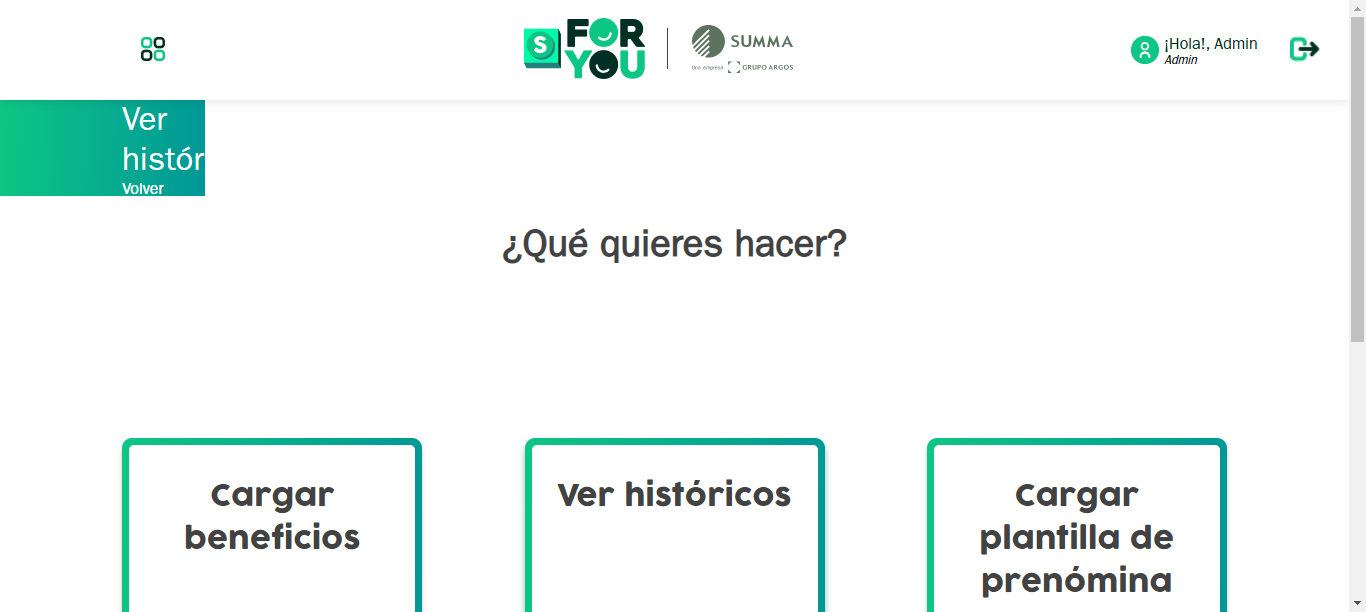 S
FOR
YOU
SUMMA
Una empresa GRUPO ARGOS
¡Hola!, Admin
Admin
Ver
histór
Volver
¿Qué quieres hacer?
Cargar
beneficios
Ver históricos
Cargar
plantilla de
prenómina